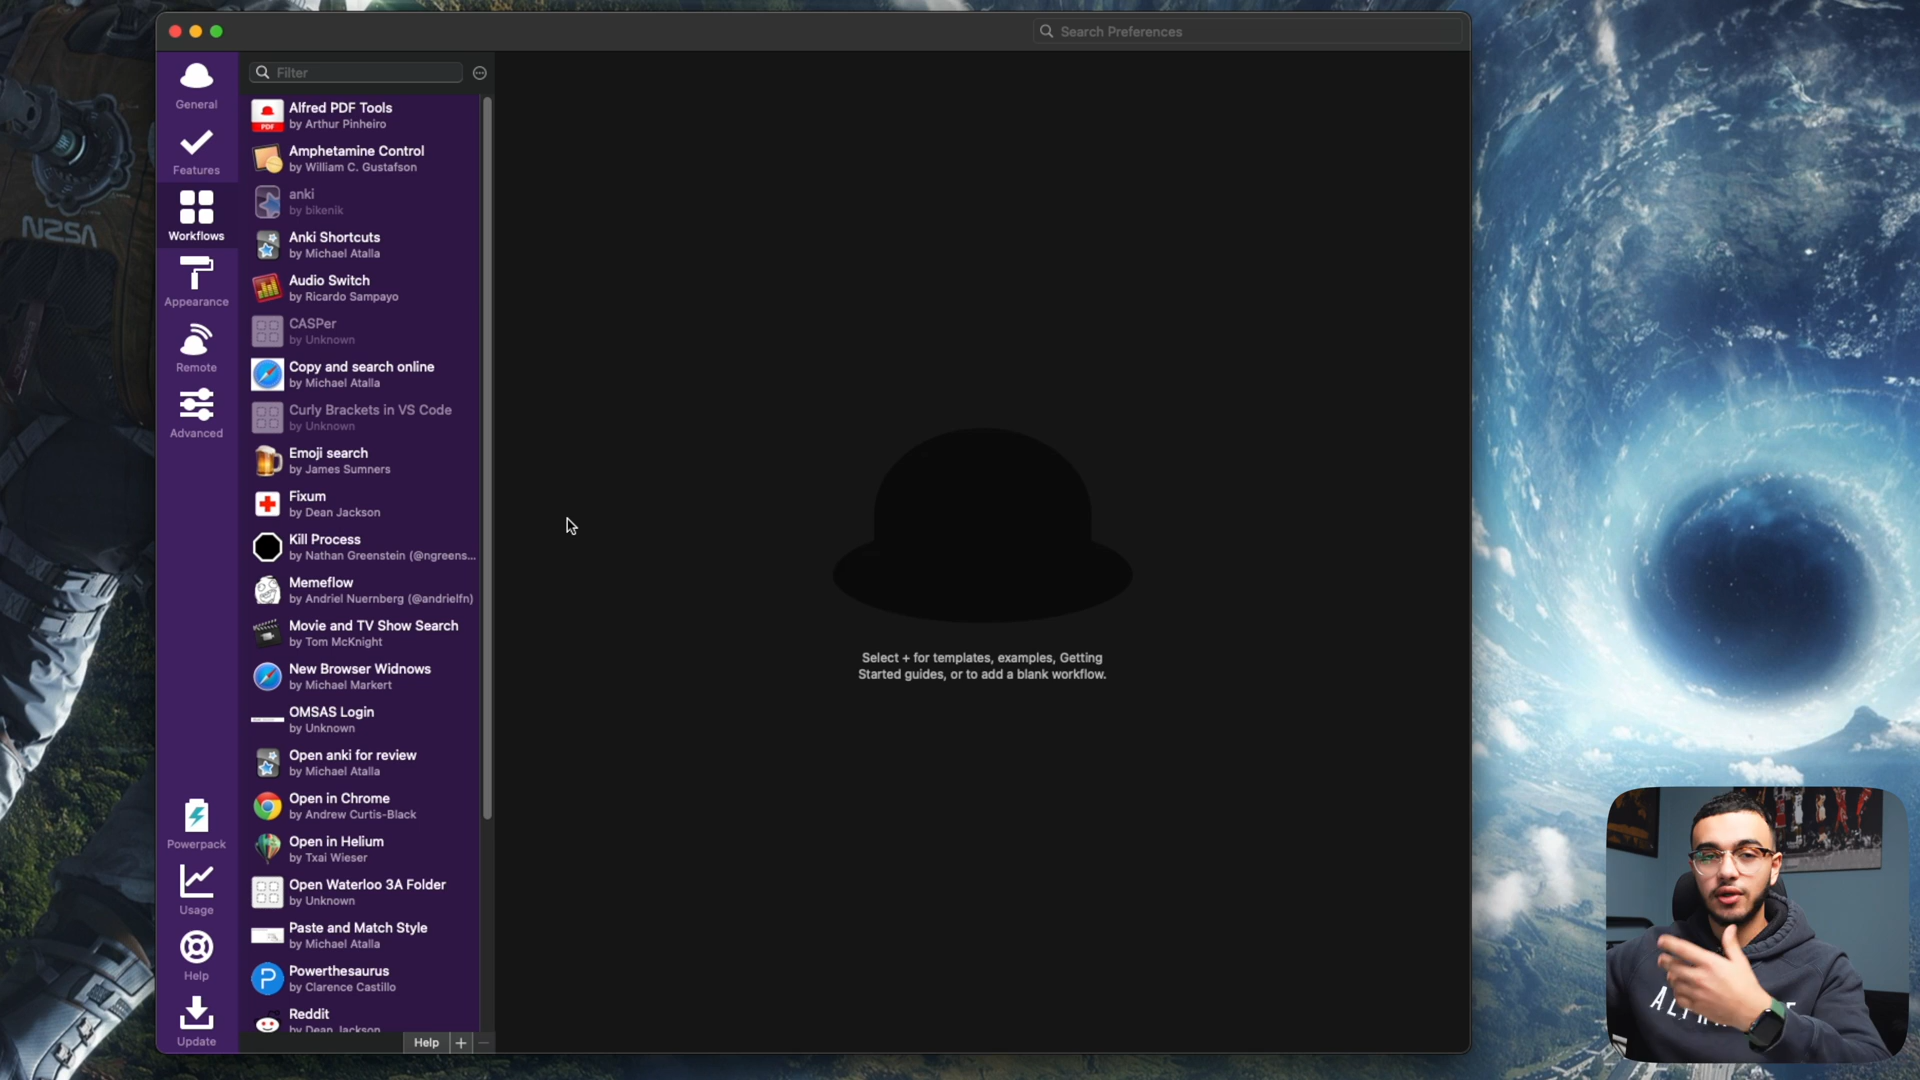 Search Preferences
Filter
General
Features
Workflows
Appearance
Remote
Advanced
Powerpack
Usage
Help
Update
Alfred PDF Tools
by Arthur Pinheiro
Amphetamine Control
by William C. Gustafson
anki
by bikenik
Anki Shortcuts
by Michael Atalla
Audio Switch
by Ricardo Sampayo
CASPer
by Unknown
Copy and search online
by Michael Atalla
Curly Brackets in VS Code
by Unknown
Emoji search
by James Sumners
Fixum
by Dean Jackson
Kill Process
by Nathan Greenstein (@ngreens...
Memeflow
by Andriel Nuernberg (@andrielfn)
Movie and TV Show Search
by Tom McKnight
New Browser Widnows
by Michael Markert
OMSAS Login
by Unknown
Open anki for review
by Michael Atalla
Open in Chrome
by Andrew Curtis-Black
Open in Helium
by Txai Wieser
Open Waterloo 3A Folder
by Unknown
Paste and Match Style
by Michael Atalla
Powerthesaurus
by Clarence Castillo
Reddit
by Dean Jackson
Help + −
Select + for templates, examples, Getting
Started guides, or to add a blank workflow.
PDF